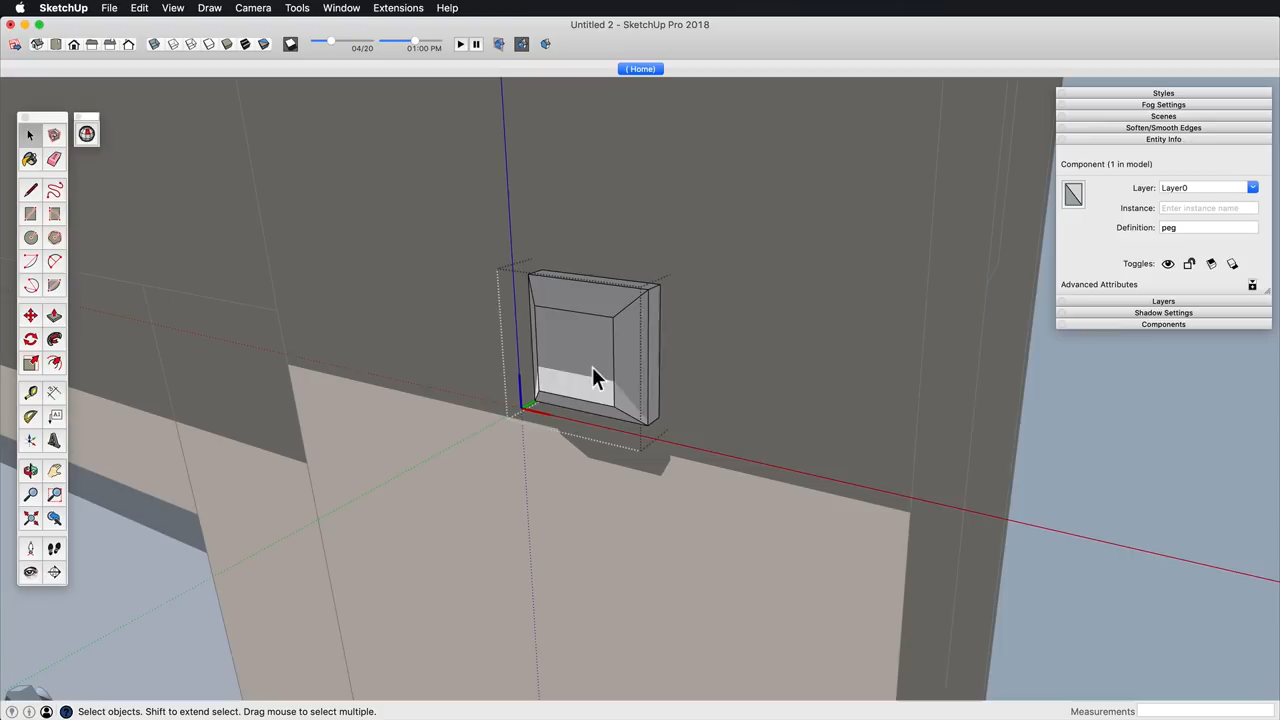 SketchUp File Edit View Draw Camera Tools Window Extensions Help
Untitled 2 - SketchUp Pro 2018
04/20 01:00 PM
( Home)
Styles
Fog Settings
Scenes
Soften/Smooth Edges
Entity Info
Component (1 in model)
Layer: Layer0
Instance: Enter instance name
Definition: peg
Toggles:
Advanced Attributes
Layers
Shadow Settings
Components
Select objects. Shift to extend select. Drag mouse to select multiple.
Measurements